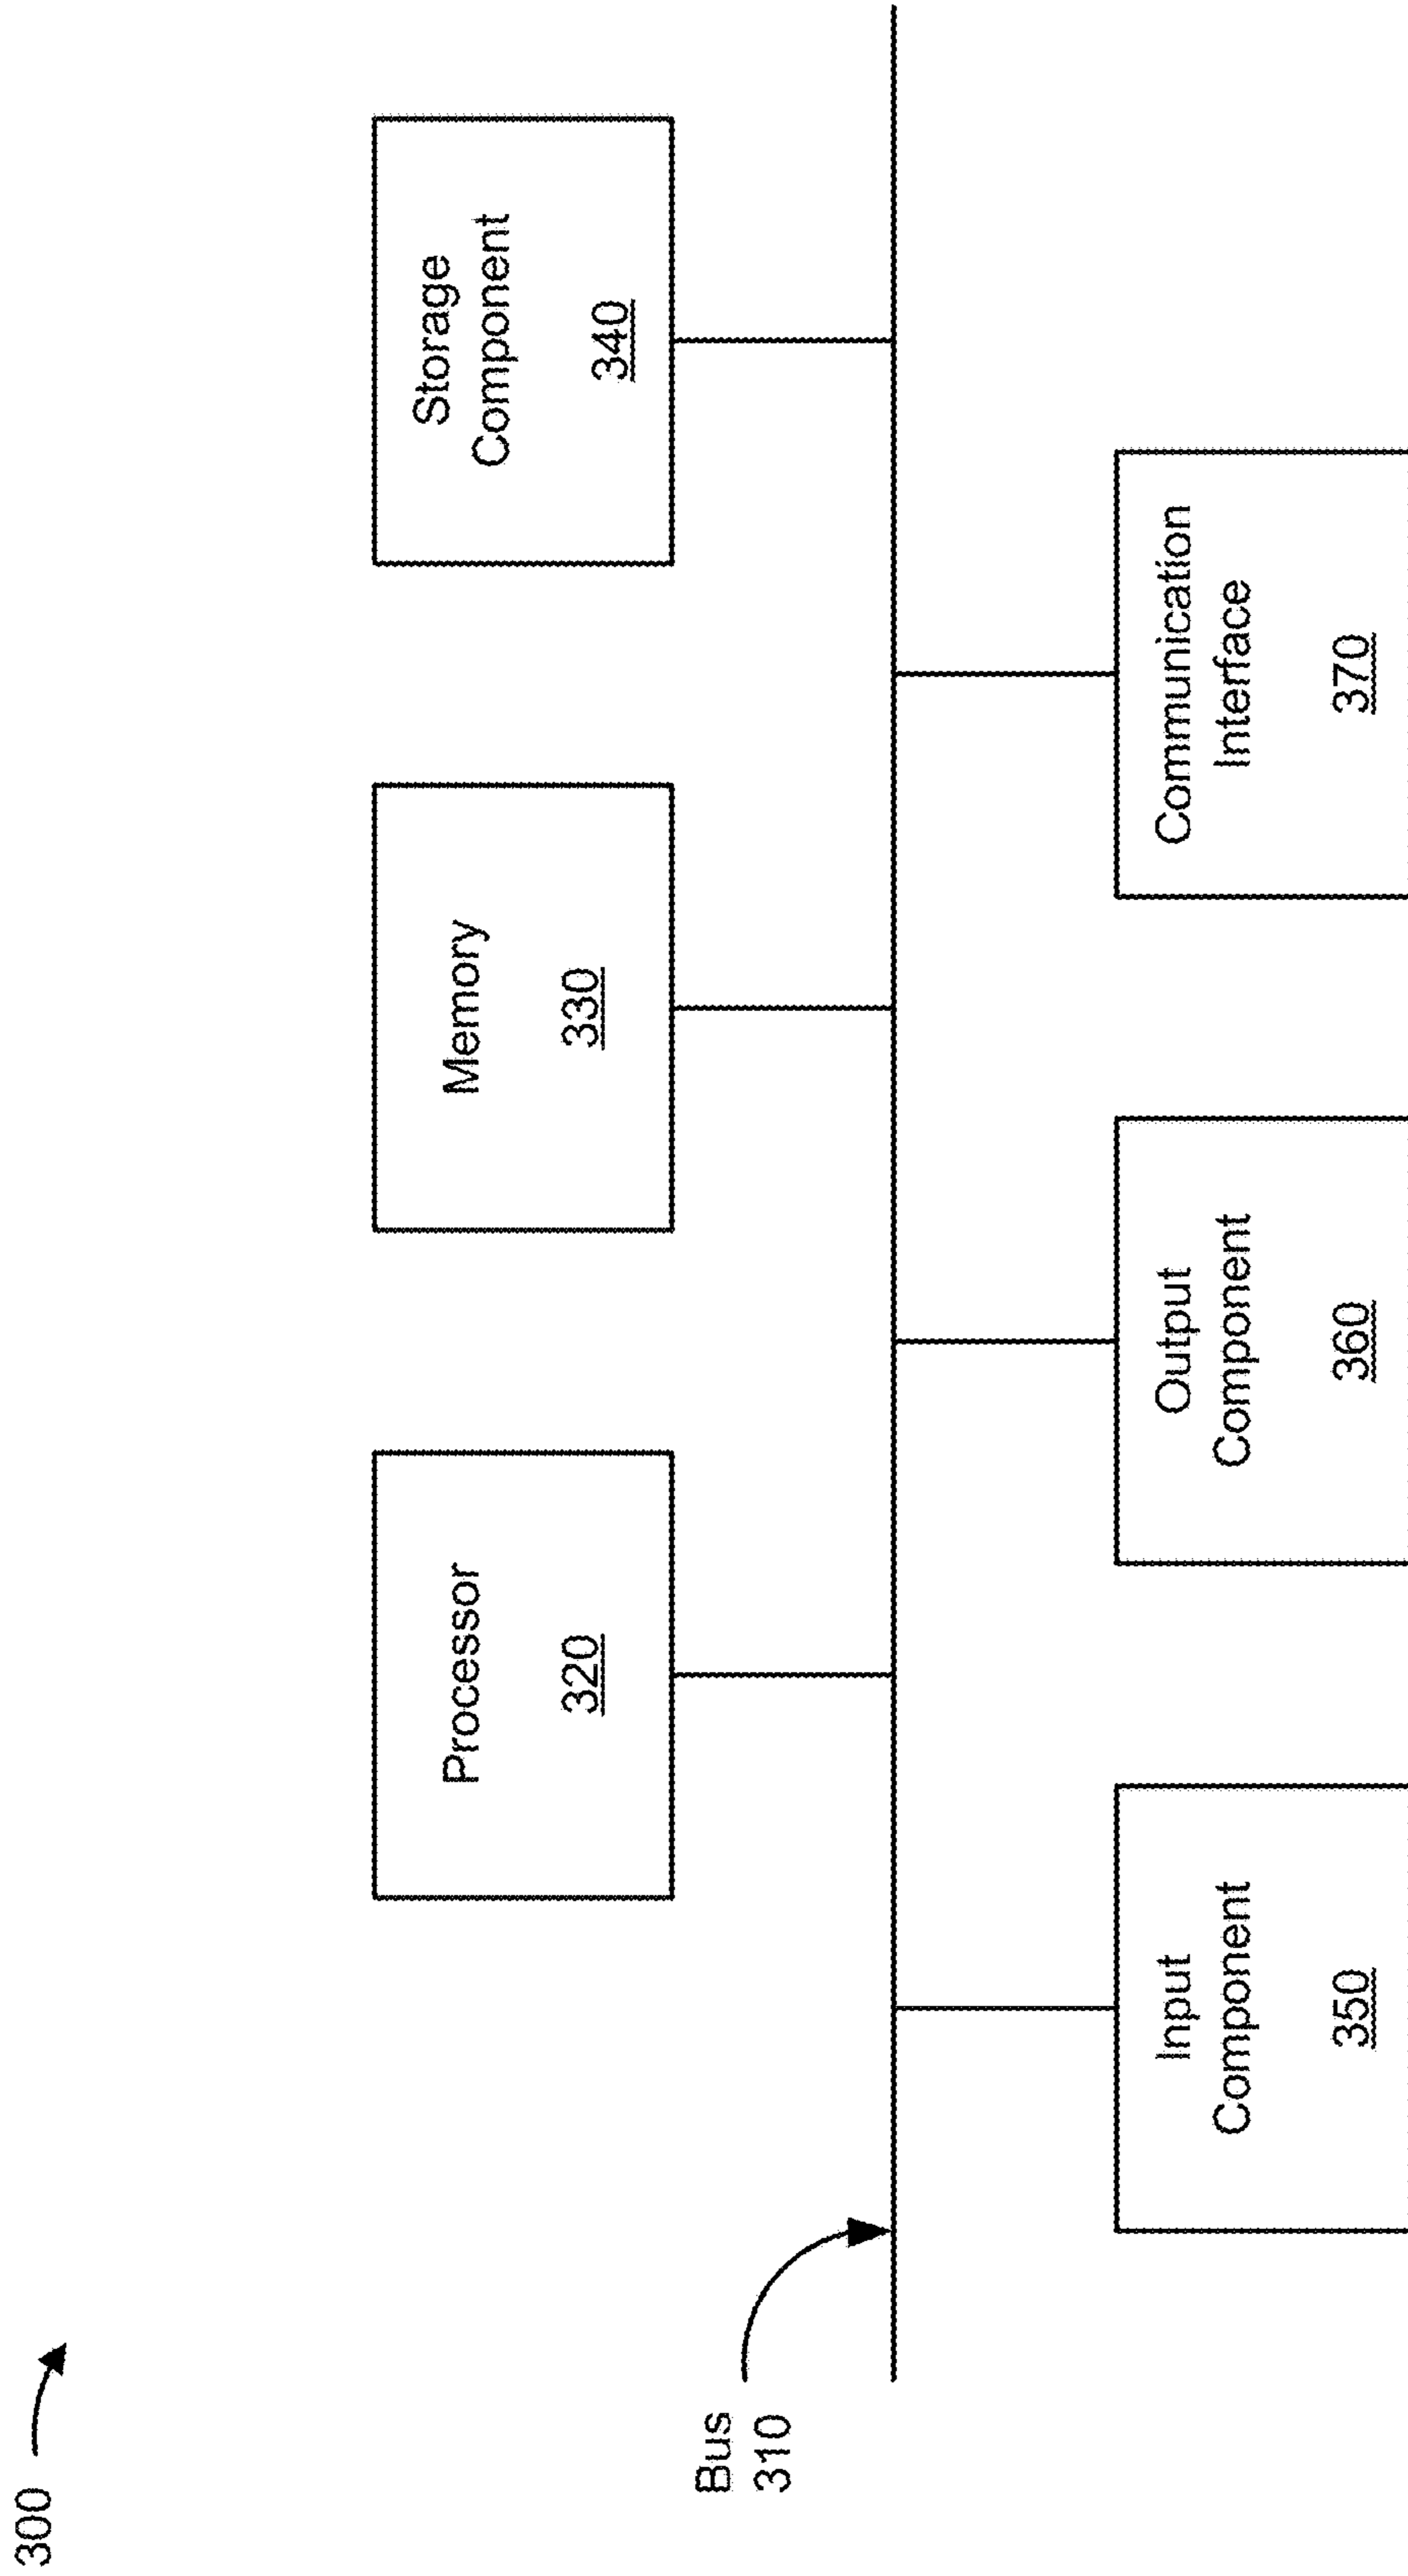 300
Processor
320
Memory
330
Storage
Component
340
Bus
310
Input
Component
350
Output
Component
360
Communication
Interface
370